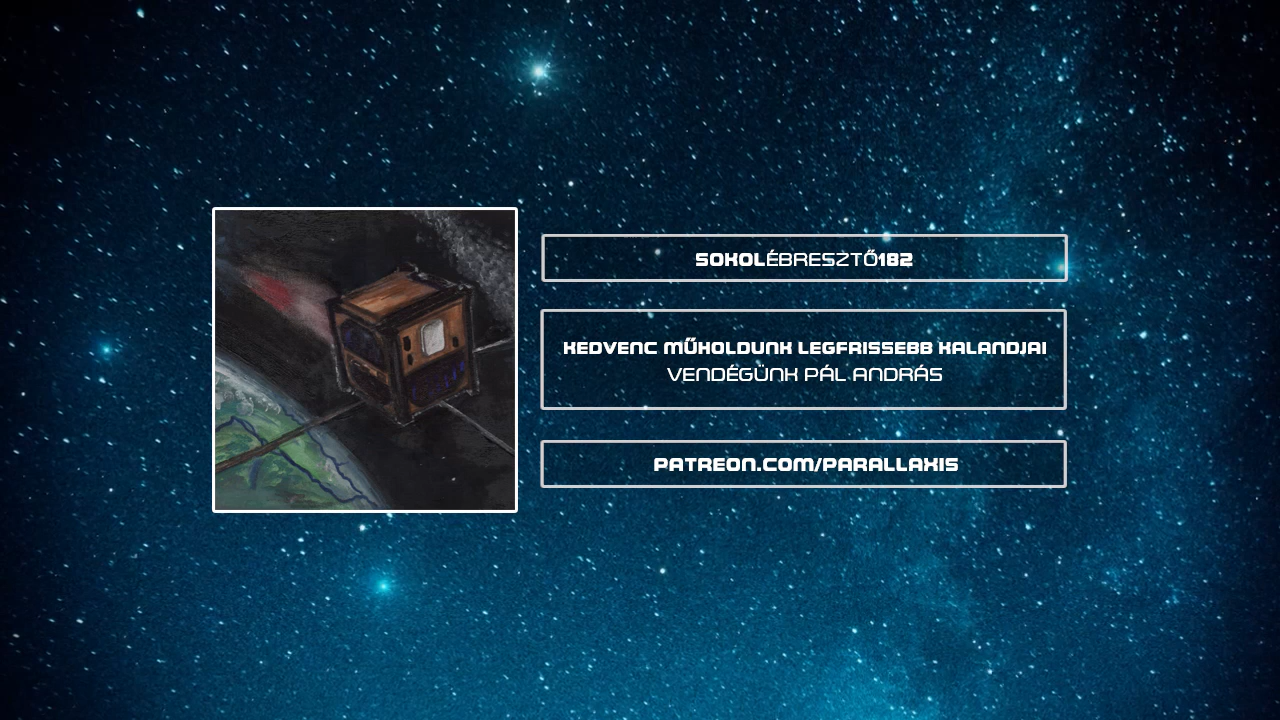 SOKOLÉBRESZTŐ182
KEDVENC MŰHOLDUNK LEGFRISSEBB KALANDJAI
VENDÉGÜNK PÁL ANDRÁS
PATREON.COM/PARALLAXIS